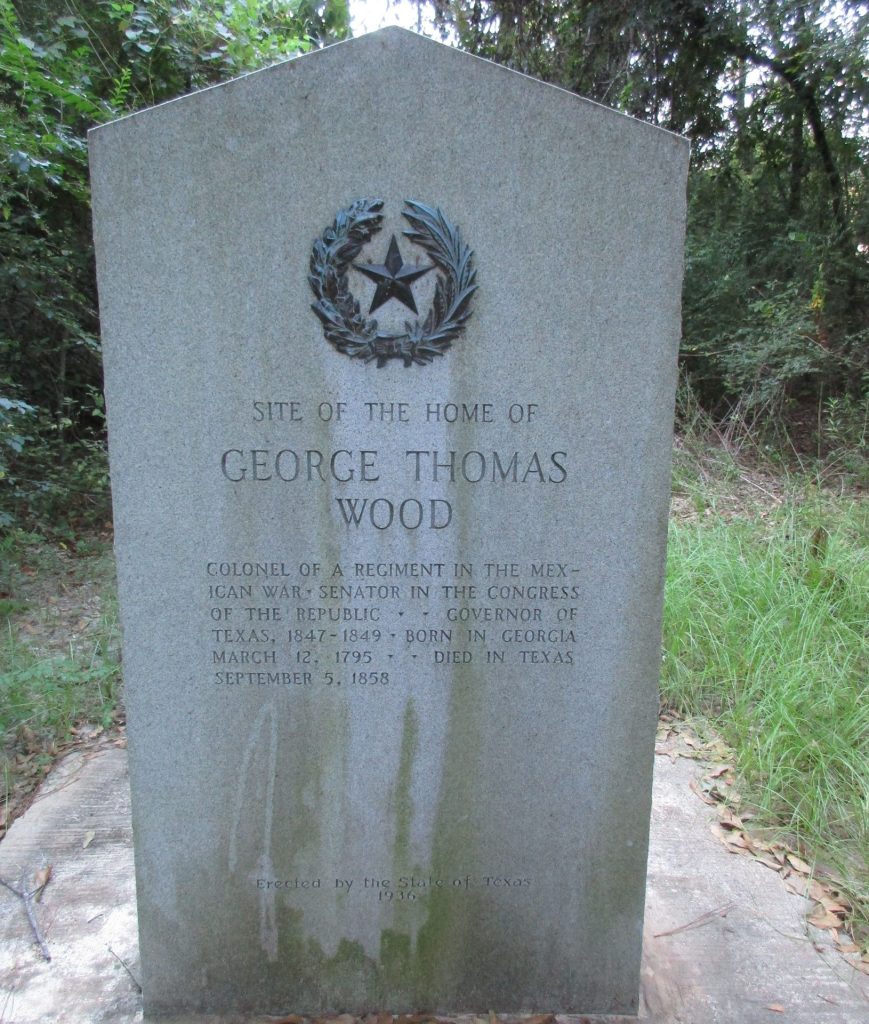 SITE OF THE HOME OF
GEORGE THOMAS
WOOD
COLONEL OF A REGIMENT IN THE MEX-
ICAN WAR · SENATOR IN THE CONGRESS
OF THE REPUBLIC · · GOVERNOR OF
TEXAS, 1847-1849 · BORN IN GEORGIA
MARCH 12, 1795 · · DIED IN TEXAS
SEPTEMBER 5, 1858
Erected by the State of Texas
1936